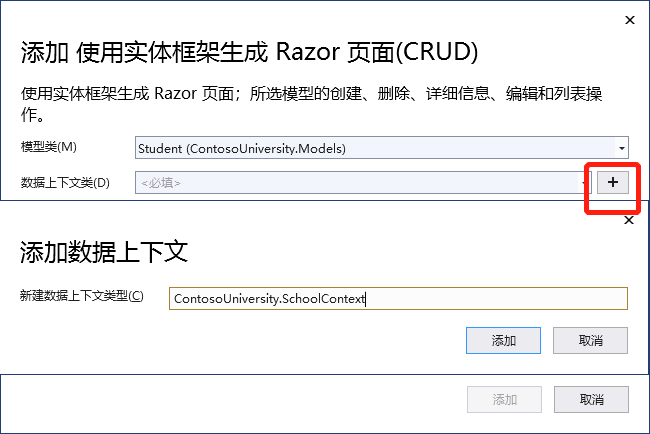 添加 使用实体框架生成 Razor 页面(CRUD)
使用实体框架生成 Razor 页面；所选模型的创建、删除、详细信息、编辑和列表操
作。
模型类(M) Student (ContosoUniversity.Models)
数据上下文类(D) <必填> +
添加数据上下文
新建数据上下文类型(C) ContosoUniversity.SchoolContext
添加 取消
添加 取消